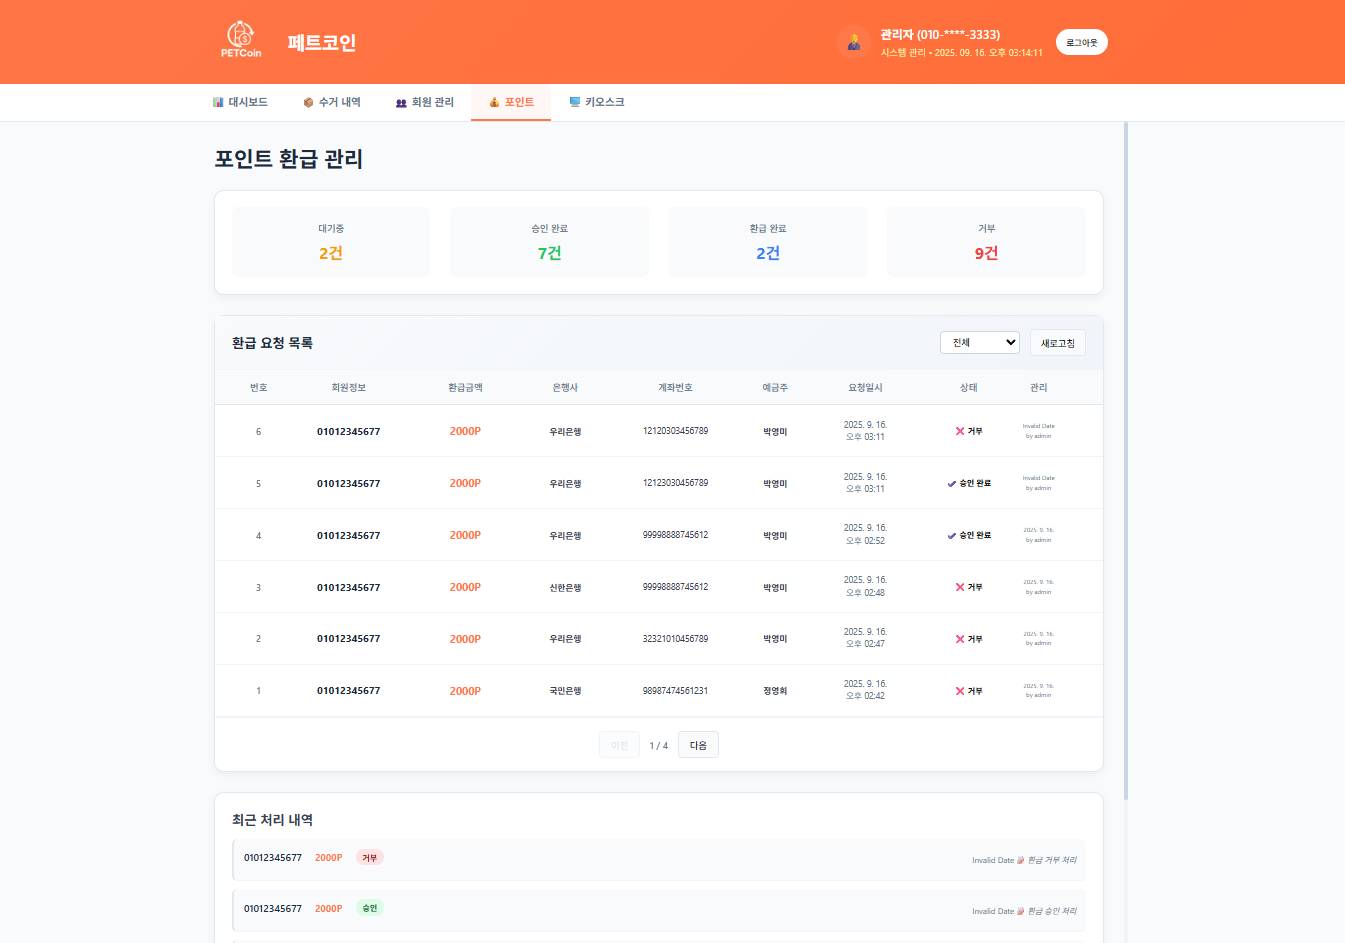 PETCoin
페트코인
관리자 (010-****-3333)
시스템 관리 • 2025. 09. 16. 오후 03:14:11
로그아웃
대시보드
수거 내역
회원 관리
포인트
키오스크
포인트 환급 관리
대기중
2건
승인 완료
7건
환급 완료
2건
거부
9건
환급 요청 목록
전체
새로고침
번호 회원정보 환급금액 은행사 계좌번호 예금주 요청일시 상태 관리
6 01012345677 2000P 우리은행 12120303456789 박영미 2025. 9. 16. 오후 03:11 거부 Invalid Date by admin
5 01012345677 2000P 우리은행 12123030456789 박영미 2025. 9. 16. 오후 03:11 승인 완료 Invalid Date by admin
4 01012345677 2000P 우리은행 99998888745612 박영미 2025. 9. 16. 오후 02:52 승인 완료 2025. 9. 16. by admin
3 01012345677 2000P 신한은행 99998888745612 박영미 2025. 9. 16. 오후 02:48 거부 2025. 9. 16. by admin
2 01012345677 2000P 우리은행 32321010456789 박영미 2025. 9. 16. 오후 02:47 거부 2025. 9. 16. by admin
1 01012345677 2000P 국민은행 98987474561231 정영희 2025. 9. 16. 오후 02:42 거부 2025. 9. 16. by admin
이전 1 / 4 다음
최근 처리 내역
01012345677 2000P 거부 Invalid Date 환급 거부 처리
01012345677 2000P 승인 Invalid Date 환급 승인 처리